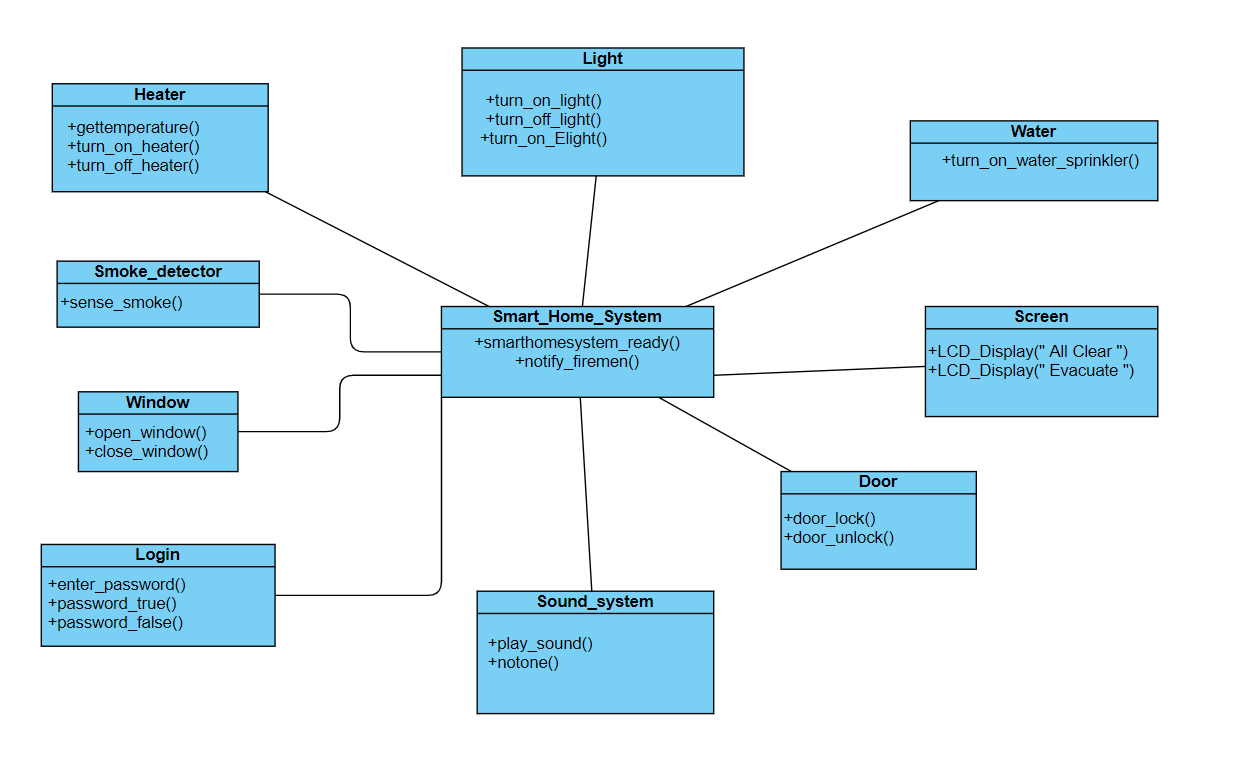 Light
+turn_on_light()
+turn_off_light()
+turn_on_Elight()
Heater
+gettemperature()
+turn_on_heater()
+turn_off_heater()
Water
+turn_on_water_sprinkler()
Smoke_detector
+sense_smoke()
Smart_Home_System
+smarthomesystem_ready()
+notify_firemen()
Screen
+LCD_Display(" All Clear ")
+LCD_Display(" Evacuate ")
Window
+open_window()
+close_window()
Door
+door_lock()
+door_unlock()
Login
+enter_password()
+password_true()
+password_false()
Sound_system
+play_sound()
+notone()